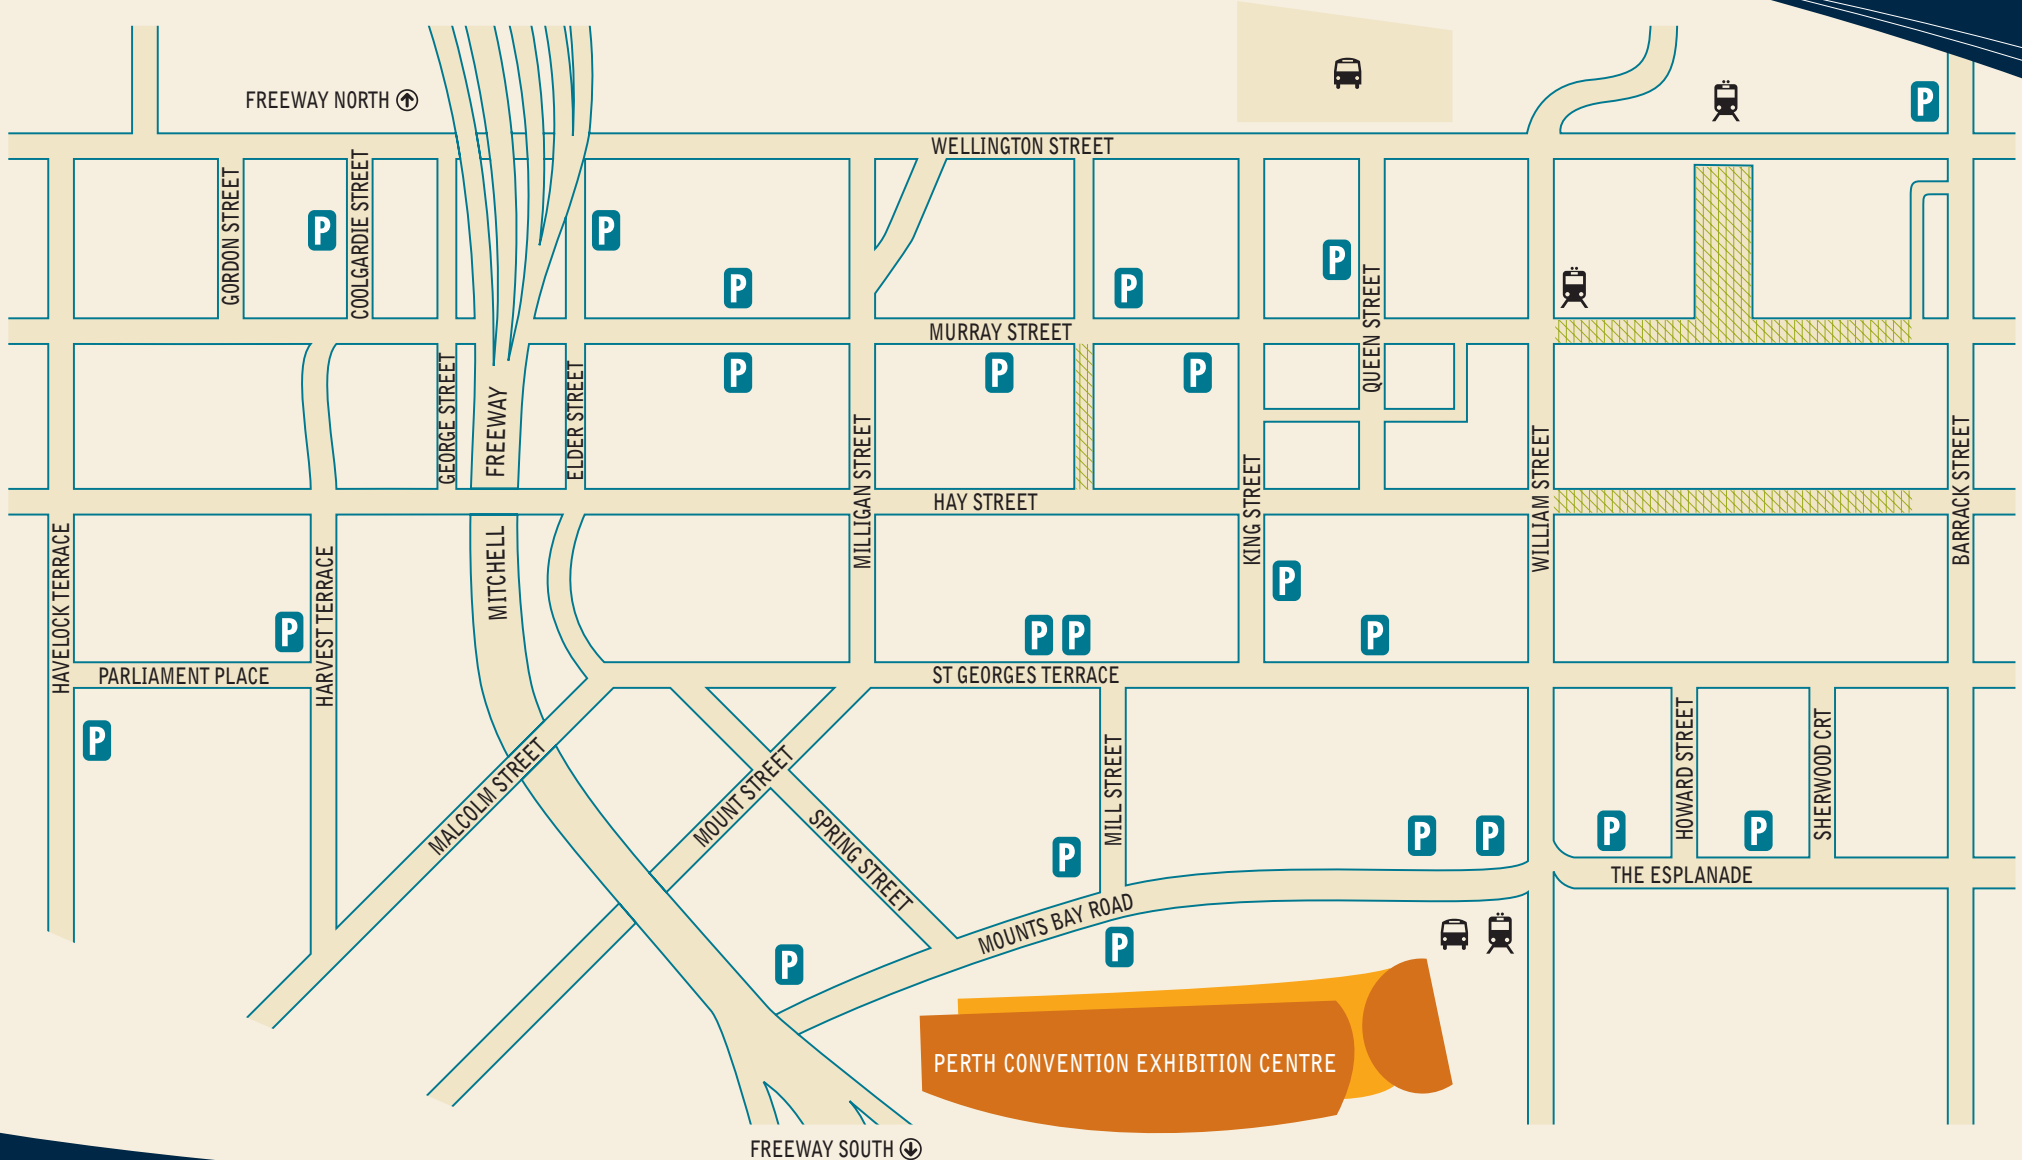 FREEWAY NORTH
P
WELLINGTON STREET
GORDON STREET
COOLGARDIE STREET
P
P
P
P
P
QUEEN STREET
MURRAY STREET
GEORGE STREET
FREEWAY
ELDER STREET
P
P
P
MILLIGAN STREET
KING STREET
WILLIAM STREET
BARRACK STREET
HAY STREET
HAVELOCK TERRACE
HARVEST TERRACE
MITCHELL
P
P
P
P
P
PARLIAMENT PLACE
ST GEORGES TERRACE
P
MALCOLM STREET
MOUNT STREET
SPRING STREET
MILL STREET
HOWARD STREET
SHERWOOD CRT
P
P
P
P
P
THE ESPLANADE
MOUNTS BAY ROAD
P
P
PERTH CONVENTION EXHIBITION CENTRE
FREEWAY SOUTH